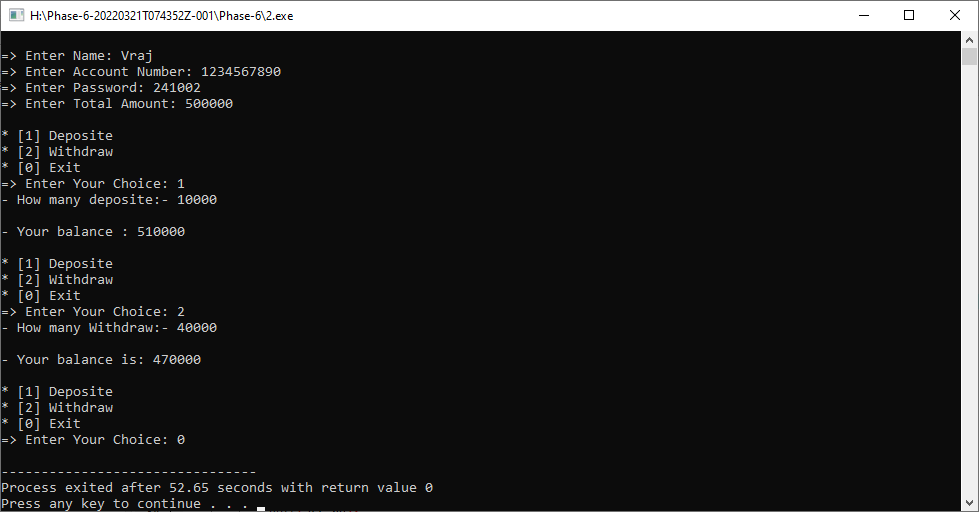 H:\Phase-6-20220321T074352Z-001\Phase-6\2.exe
=> Enter Name: Vraj
=> Enter Account Number: 1234567890
=> Enter Password: 241002
=> Enter Total Amount: 500000
* [1] Deposite
* [2] Withdraw
* [0] Exit
=> Enter Your Choice: 1
- How many deposite:- 10000
- Your balance : 510000
* [1] Deposite
* [2] Withdraw
* [0] Exit
=> Enter Your Choice: 2
- How many Withdraw:- 40000
- Your balance is: 470000
* [1] Deposite
* [2] Withdraw
* [0] Exit
=> Enter Your Choice: 0
--------------------------------
Process exited after 52.65 seconds with return value 0
Press any key to continue . . .